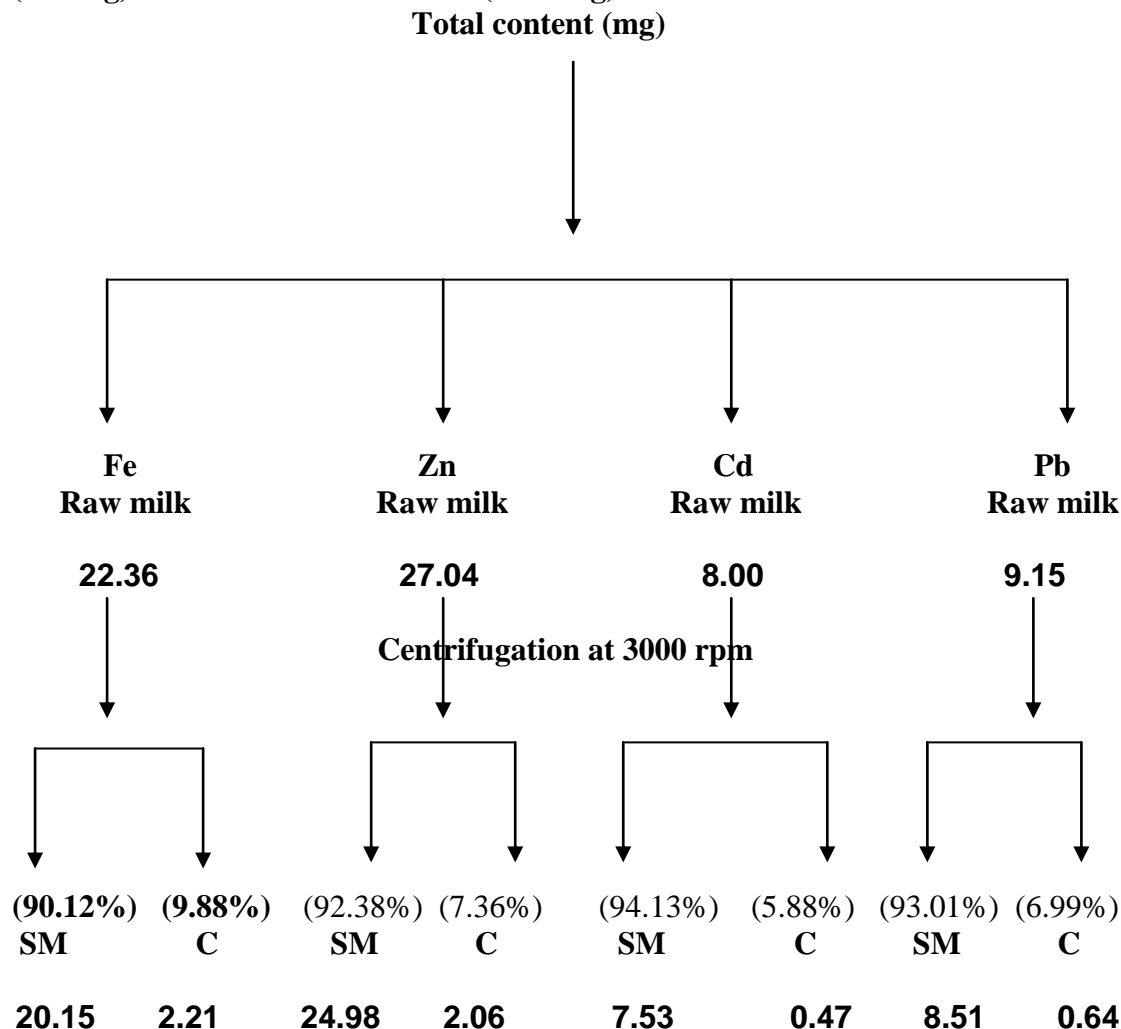 Total content (mg)
Fe Zn Cd Pb
Raw milk Raw milk Raw milk Raw milk
22.36 27.04 8.00 9.15
Centrifugation at 3000 rpm
(90.12%) (9.88%) (92.38%) (7.36%) (94.13%) (5.88%) (93.01%) (6.99%)
SM C SM C SM C SM C
20.15 2.21 24.98 2.06 7.53 0.47 8.51 0.64